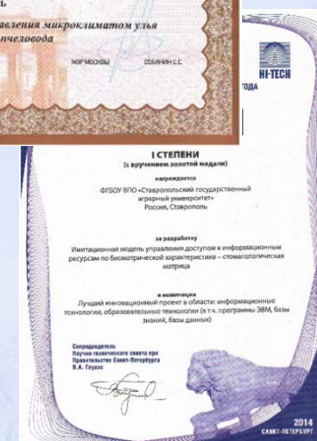 ль
авления микроклиматом улья
пчеловода
МЭР МОСКВЫ
СОБЯНИН С.С.
HI-TECH
ГОДА
I СТЕПЕНИ
(с вручением золотой медали)
награждается
ФГБОУ ВПО «Ставропольский государственный
аграрный университет»
Россия, Ставрополь
за разработку
Имитационная модель управления доступом к информационным
ресурсам по биометрической характеристике – стоматологическая
матрица
в номинации
Лучший инновационный проект в области: информационные
технологии, образовательные технологии (в т.ч. программы ЭВМ, базы
знаний, базы данных)
Сопредседатель
Научно-технического совета при
Правительстве Санкт-Петербурга
2014
САНКТ-ПЕТЕРБУРГ